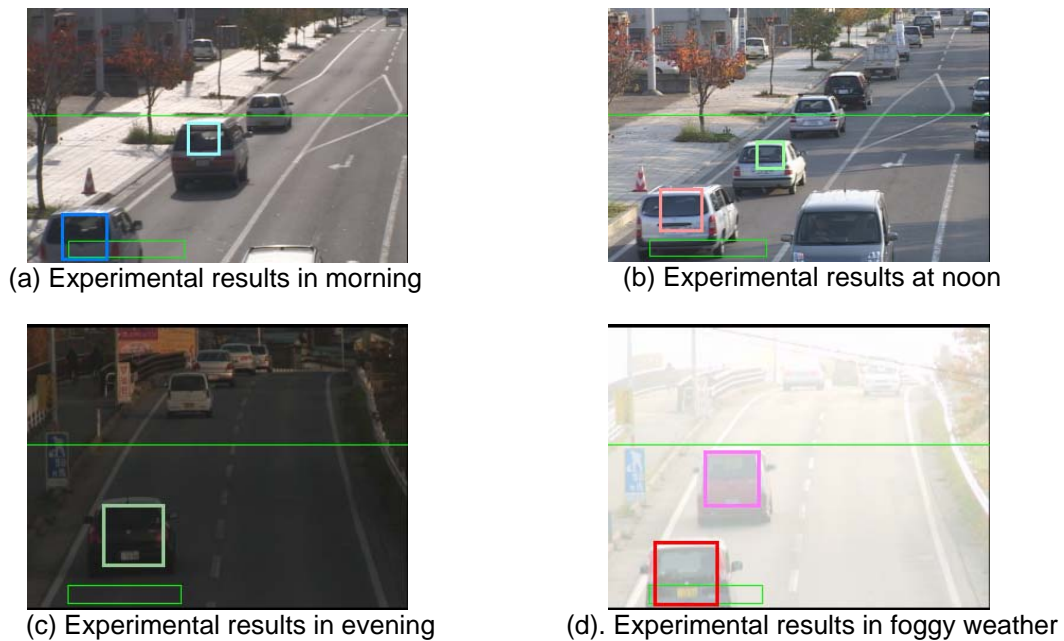 (a) Experimental results in morning
(b) Experimental results at noon
(c) Experimental results in evening
(d). Experimental results in foggy weather